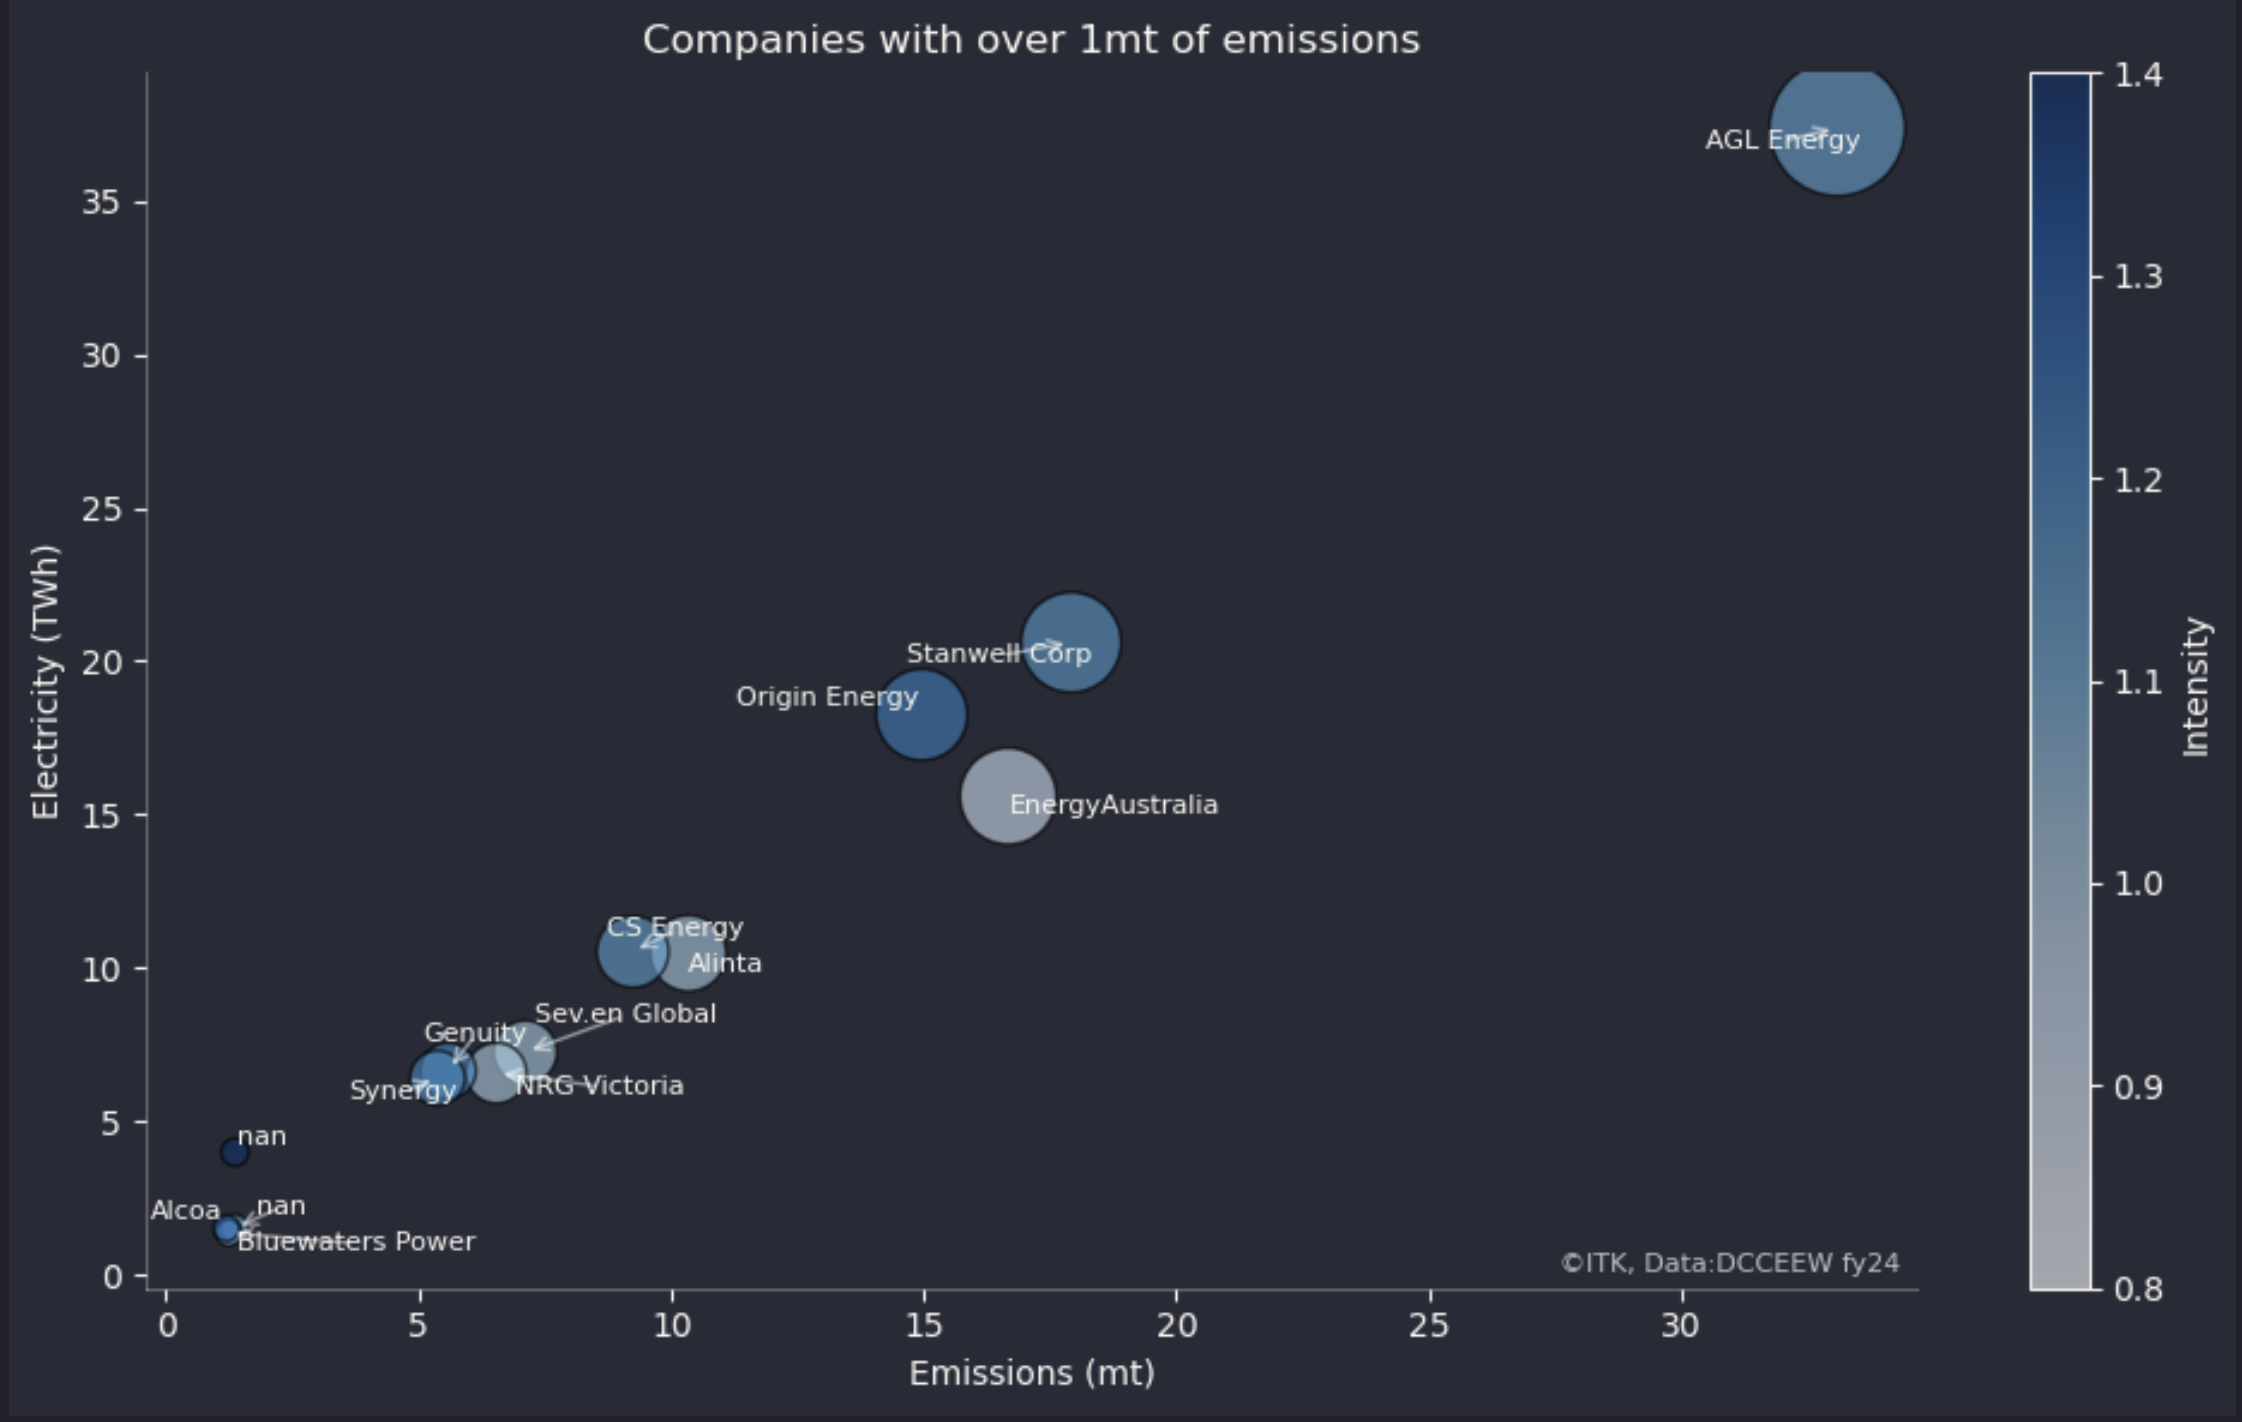 Companies with over 1mt of emissions
Electricity (TWh)
35
30
25
20
15
10
5
0
AGL Energy
Stanwell Corp
Origin Energy
EnergyAustralia
CS Energy
Alinta
Sev.en Global
Genuity
NRG Victoria
Synergy
nan
Alcoa
nan
Bluewaters Power
©ITK, Data:DCCEEW fy24
0
5
10
15
20
25
30
Emissions (mt)
1.4
1.3
1.2
1.1
1.0
0.9
0.8
Intensity